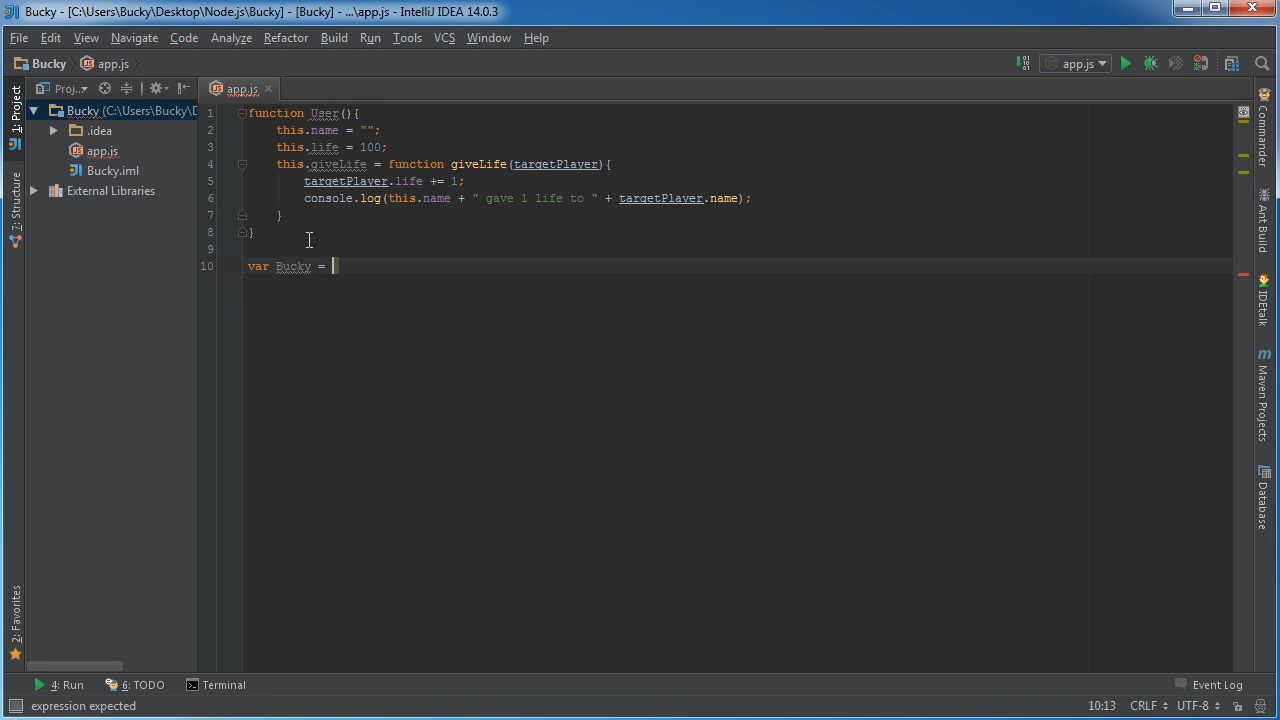 Bucky - [C:\Users\Bucky\Desktop\Node.js\Bucky] - [Bucky] - ...\app.js - IntelliJ IDEA 14.0.3
File Edit View Navigate Code Analyze Refactor Build Run Tools VCS Window Help
Bucky app.js app.js
1: Project
7: Structure
2: Favorites
Proj..
Bucky (C:\Users\Bucky\D
.idea
app.js
Bucky.iml
External Libraries
app.js
1 function User(){
2 this.name = "";
3 this.life = 100;
4 this.giveLife = function giveLife(targetPlayer){
5 targetPlayer.life += 1;
6 console.log(this.name + " gave 1 life to " + targetPlayer.name);
7 }
8 }
9
10 var Bucky =
Commander
Ant Build
IDEtalk
Maven Projects
Database
4: Run 6: TODO Terminal Event Log
expression expected 10:13 CRLF UTF-8